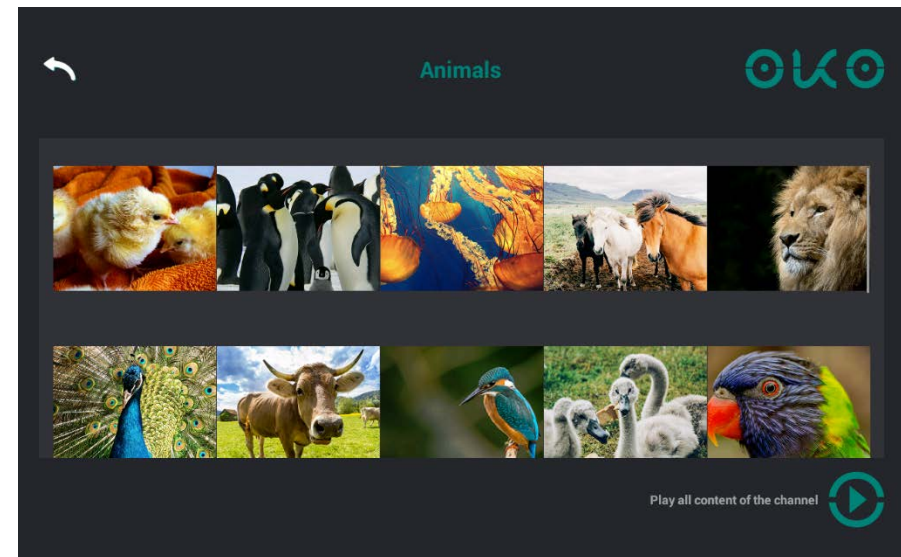 Animals
OKO
Play all content of the channel